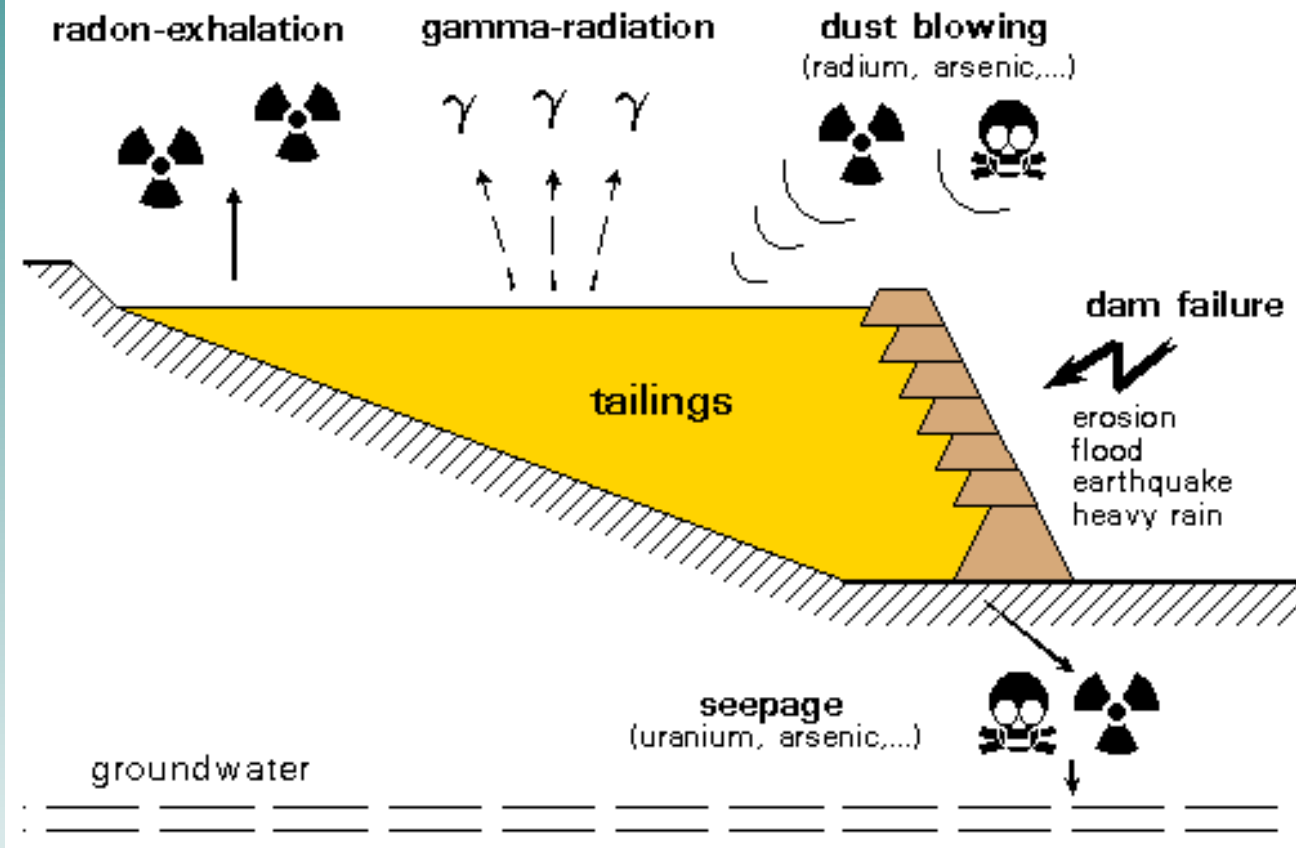 radon-exhalation
gamma-radiation
dust blowing
(radium, arsenic,...)
γ γ γ
dam failure
erosion
flood
earthquake
heavy rain
tailings
seepage
(uranium, arsenic,...)
groundwater